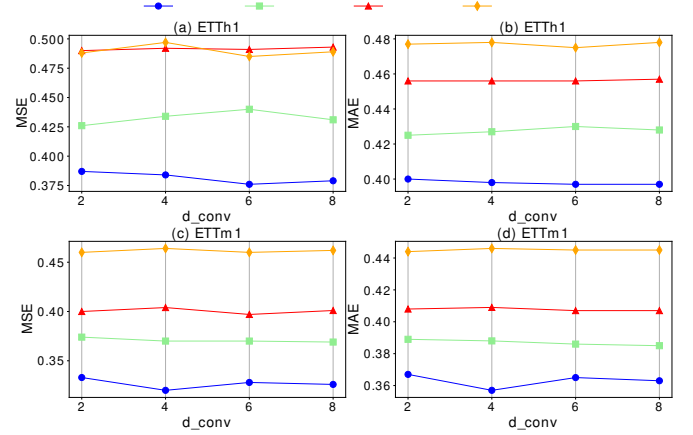 (a) ETTh1
(b) ETTh1
0.500
0.475
0.450
0.425
0.400
0.375
MSE
2 4 6 8
d_conv
0.48
0.46
0.44
0.42
0.40
MAE
2 4 6 8
d_conv
(c) ETTm1
(d) ETTm1
0.45
0.40
0.35
MSE
2 4 6 8
d_conv
0.44
0.42
0.40
0.38
0.36
MAE
2 4 6 8
d_conv